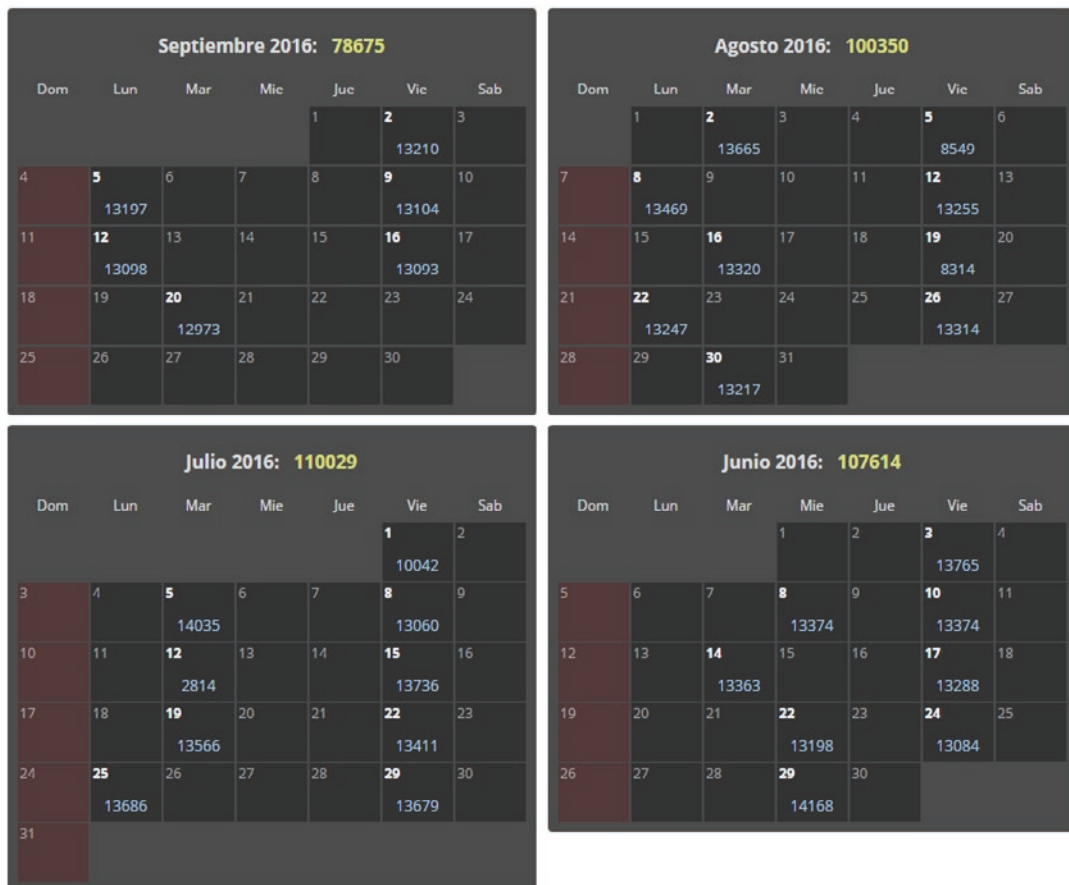 Septiembre 2016: 78675
Dom Lun Mar Mie Jue Vie Sab
1 2 3
13210
4 5 6 7 8 9 10
13197 13104
11 12 13 14 15 16 17
13098 13093
18 19 20 21 22 23 24
12973
25 26 27 28 29 30
Agosto 2016: 100350
Dom Lun Mar Mie Jue Vie Sab
1 2 3 4 5 6
13665 8549
7 8 9 10 11 12 13
13469 13255
14 15 16 17 18 19 20
13320 8314
21 22 23 24 25 26 27
13247 13314
28 29 30 31
13217
Julio 2016: 110029
Dom Lun Mar Mie Jue Vie Sab
1 2
10042
3 4 5 6 7 8 9
14035 13060
10 11 12 13 14 15 16
2814 13736
17 18 19 20 21 22 23
13566 13411
24 25 26 27 28 29 30
13686 13679
31
Junio 2016: 107614
Dom Lun Mar Mie Jue Vie Sab
1 2 3 4
13765
5 6 7 8 9 10 11
13374 13374
12 13 14 15 16 17 18
13363 13288
19 20 21 22 23 24 25
13198 13084
26 27 28 29 30
14168